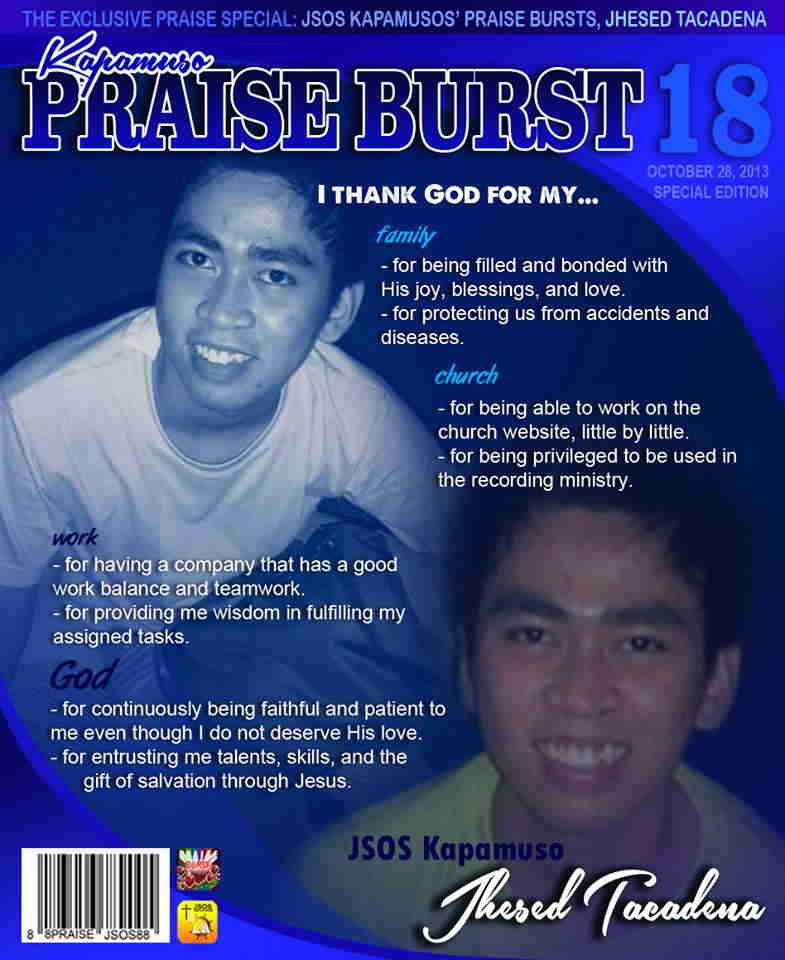 THE EXCLUSIVE PRAISE SPECIAL: JSOS KAPAMUSOS' PRAISE BURSTS, JHESED TACADENA
Kapamuso
PRAISE BURST 18
OCTOBER 28, 2013
SPECIAL EDITION
I THANK GOD FOR MY...
family
- for being filled and bonded with
His joy, blessings, and love.
- for protecting us from accidents and
diseases.
church
- for being able to work on the
church website, little by little.
- for being privileged to be used in
the recording ministry.
work
- for having a company that has a good
work balance and teamwork.
- for providing me wisdom in fulfilling my
assigned tasks.
God
- for continuously being faithful and patient to
me even though I do not deserve His love.
- for entrusting me talents, skills, and the
gift of salvation through Jesus.
JSOS Kapamuso
Jhesed Tacadena
8 8PRAISE JSOS88